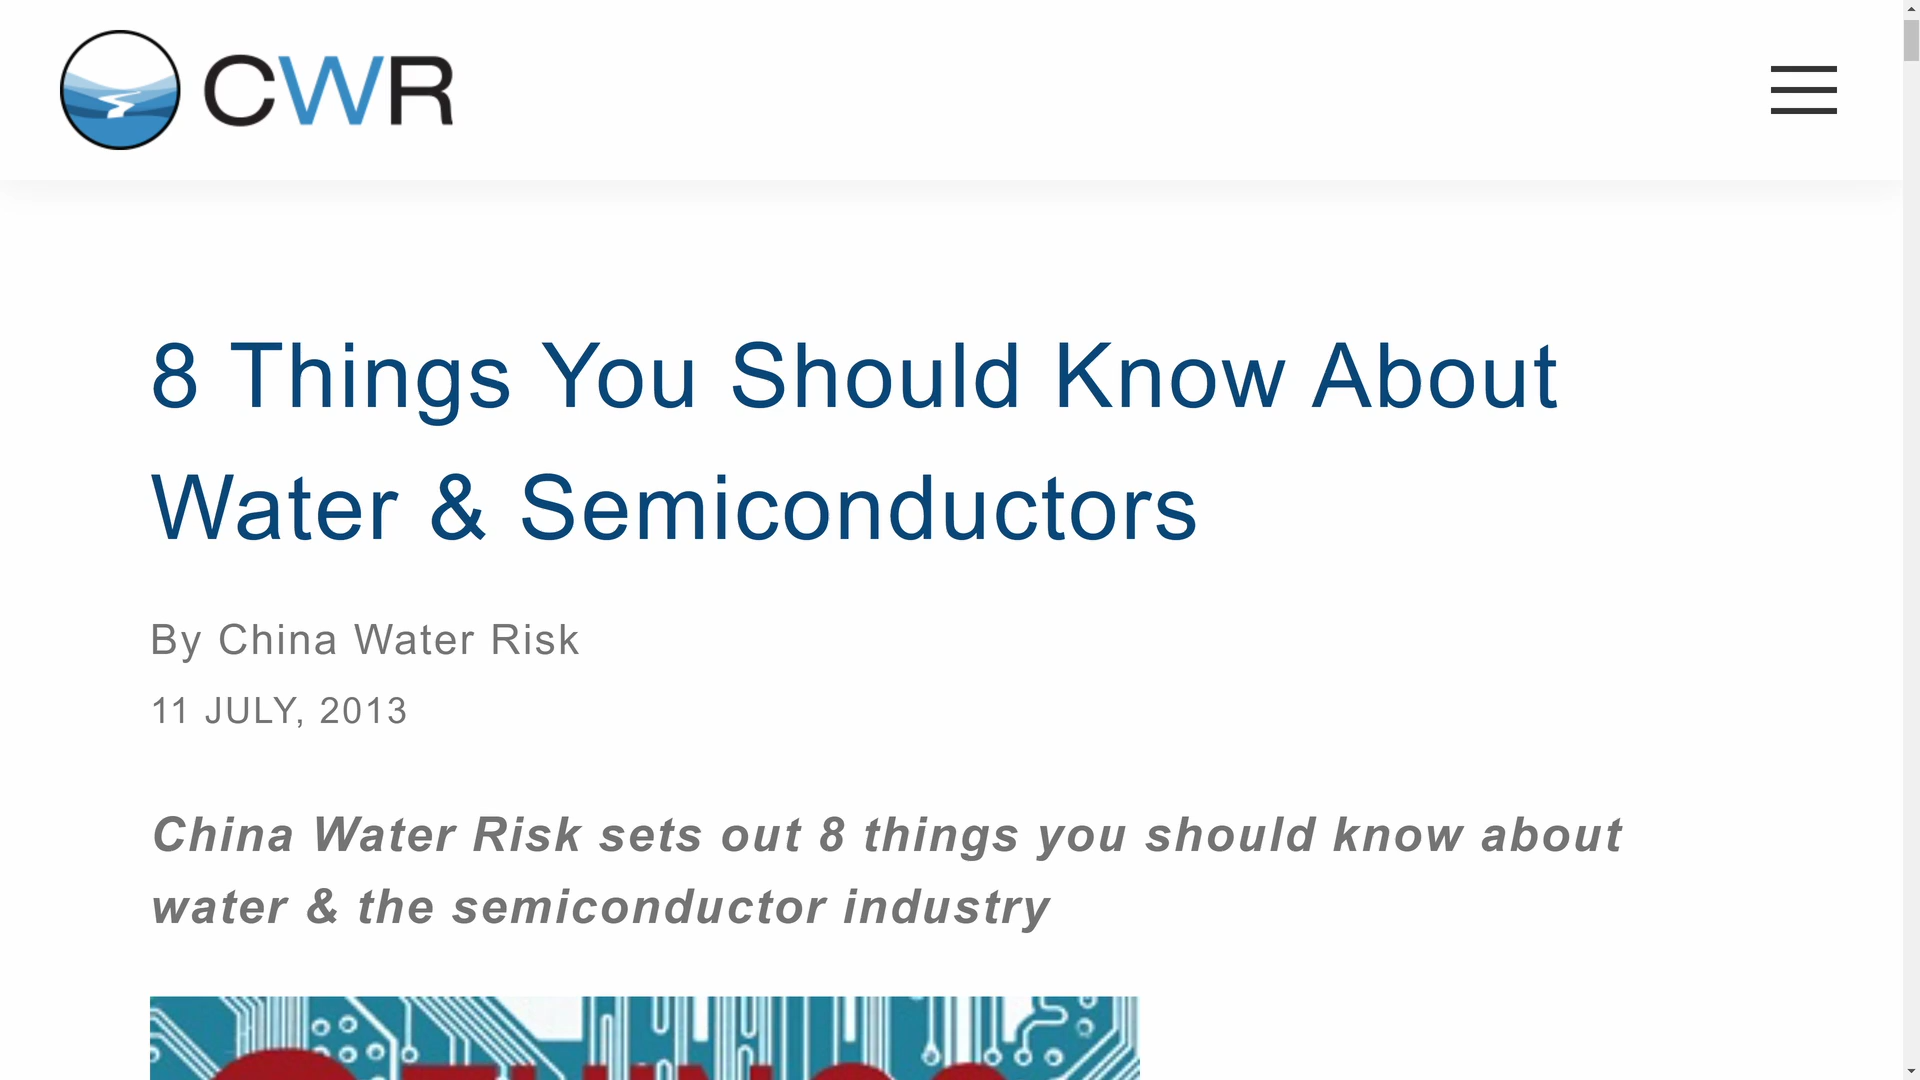 CWR
8 Things You Should Know About
Water & Semiconductors
By China Water Risk
11 JULY, 2013
China Water Risk sets out 8 things you should know about
water & the semiconductor industry